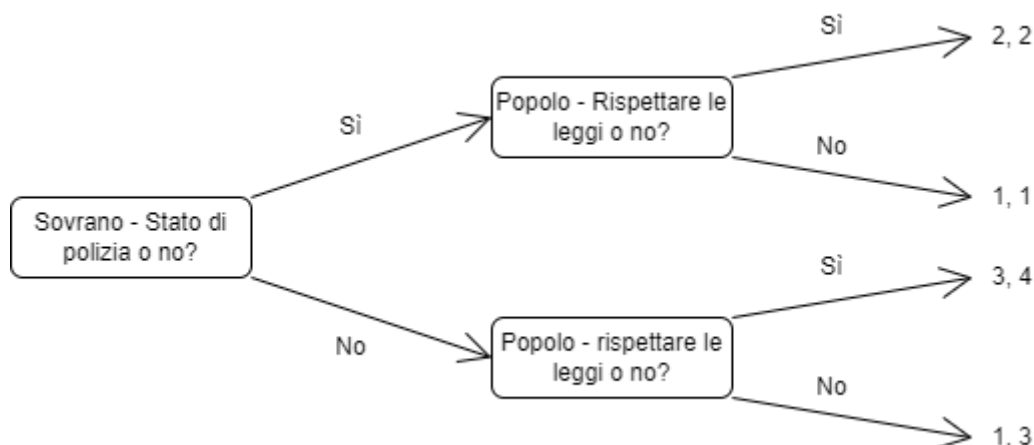 Sì
2, 2
Popolo - Rispettare le
leggi o no?
Sì
No
1, 1
Sovrano - Stato di
polizia o no?
Sì
3, 4
No
Popolo - rispettare le
leggi o no?
No
1, 3